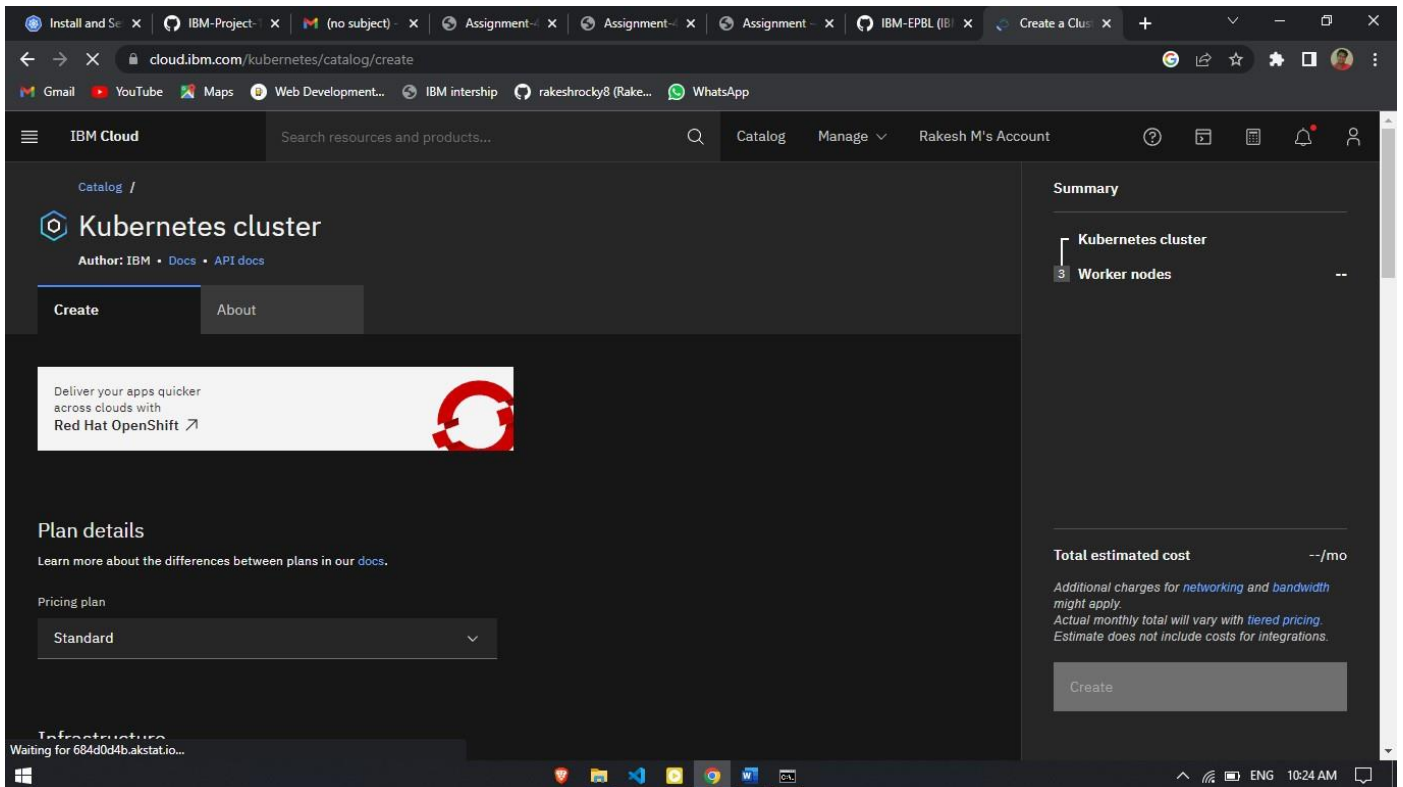 Install and Se
IBM-Project-1
(no subject) -
Assignment-4
Assignment-4
Assignment -
IBM-EPBL (IBI
Create a Clus
cloud.ibm.com/kubernetes/catalog/create
Gmail YouTube Maps Web Development... IBM intership rakeshrocky8 (Rake... WhatsApp
IBM Cloud
Search resources and products...
Catalog Manage Rakesh M's Account
Catalog /
Kubernetes cluster
Author: IBM • Docs • API docs
Create About
Deliver your apps quicker
across clouds with
Red Hat OpenShift
Plan details
Learn more about the differences between plans in our docs.
Pricing plan
Standard
Infrastructure
Summary
Kubernetes cluster
3 Worker nodes --
Total estimated cost --/mo
Additional charges for networking and bandwidth
might apply.
Actual monthly total will vary with tiered pricing.
Estimate does not include costs for integrations.
Create
Waiting for 684d0d4b.akstat.io...
ENG 10:24 AM